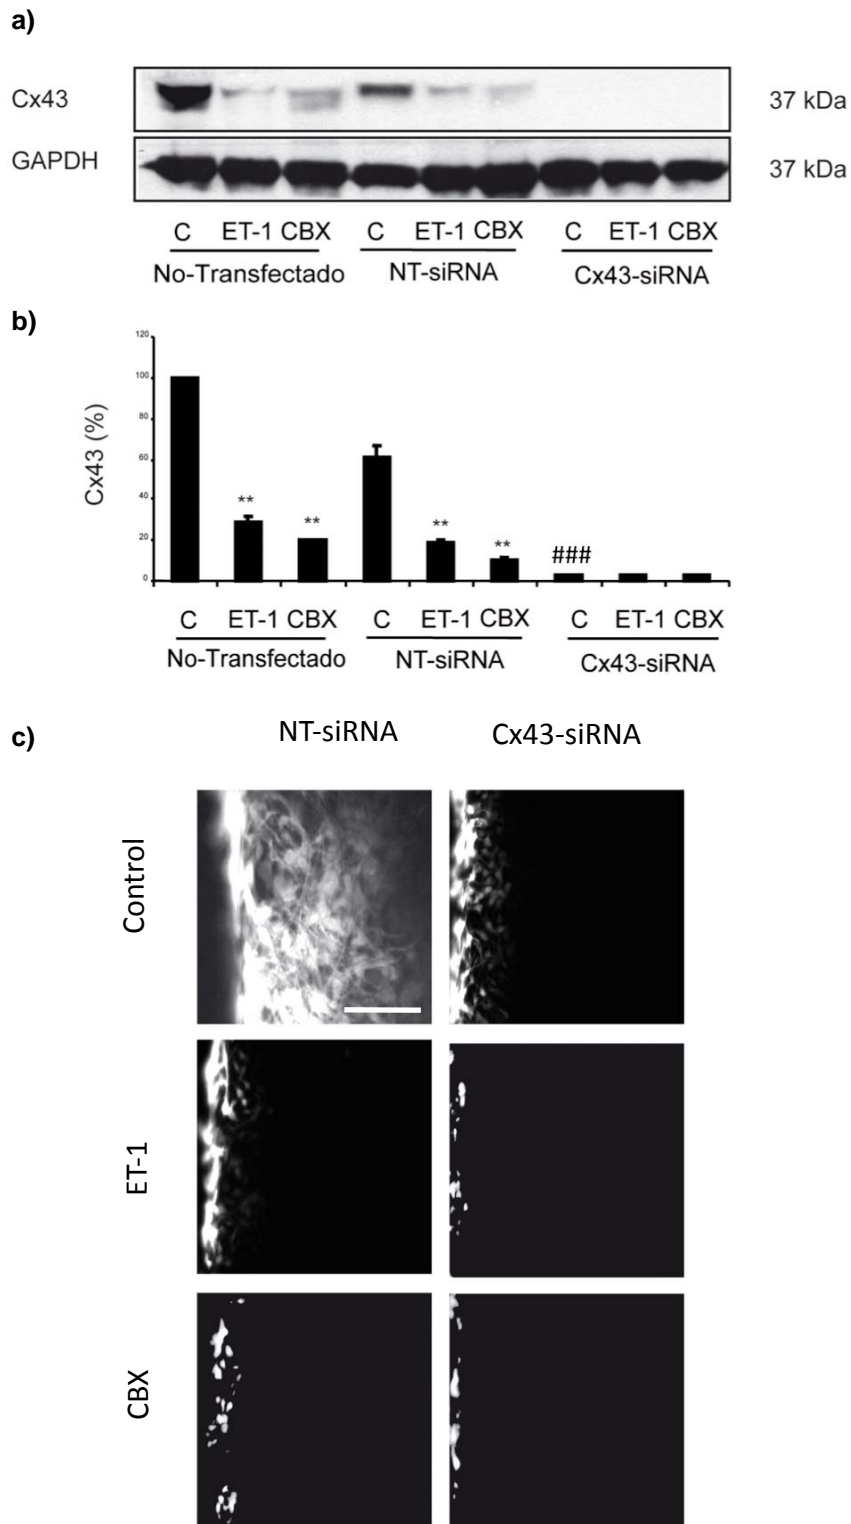 a)
Cx43 37 kDa
GAPDH 37 kDa
C ET-1 CBX C ET-1 CBX C ET-1 CBX
No-Transfectado NT-siRNA Cx43-siRNA
b)
Cx43 (%)
120
100
80
60
40
20
0
** ** ** ** ###
C ET-1 CBX C ET-1 CBX C ET-1 CBX
No-Transfectado NT-siRNA Cx43-siRNA
c)
NT-siRNA Cx43-siRNA
Control
ET-1
CBX